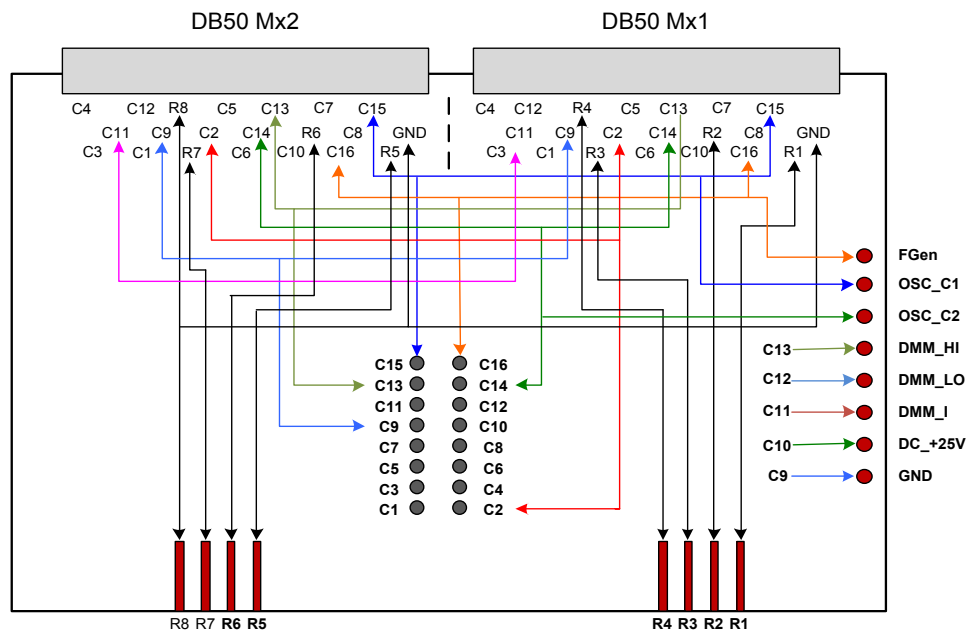 DB50 Mx2
DB50 Mx1
C4 C12 R8 C5 C13 C7 C15
C11 C9 C2 C14 R6 C8 GND
C3 C1 R7 C6 C10 C16 R5
C4 C12 R4 C5 C13 C7 C15
C11 C9 C2 C14 R2 C8 GND
C3 C1 R3 C6 C10 C16 R1
FGen
OSC_C1
OSC_C2
C13 DMM_HI
C12 DMM_LO
C11 DMM_I
C10 DC_+25V
C9 GND
C15 C16
C13 C14
C11 C12
C9 C10
C7 C8
C5 C6
C3 C4
C1 C2
R8 R7 R6 R5
R4 R3 R2 R1